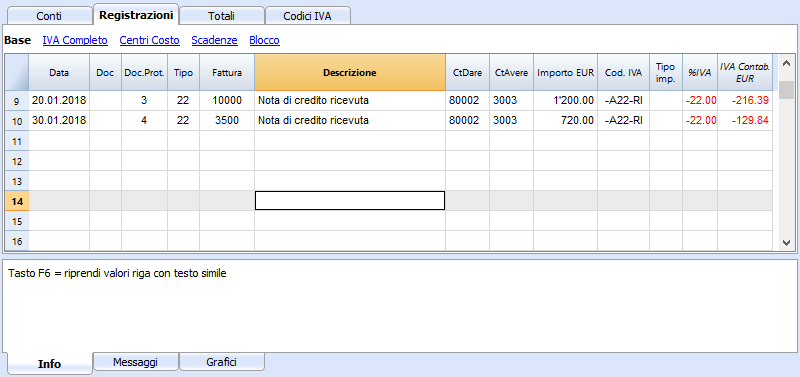 Conti Registrazioni Totali Codici IVA
Base IVA Completo Centri Costo Scadenze Blocco
Data Doc Doc.Prot. Tipo Fattura Descrizione CtDare CtAvere Importo EUR Cod. IVA Tipo imp. %IVA IVA Contab. EUR
9 20.01.2018 3 22 10000 Nota di credito ricevuta 80002 3003 1'200.00 -A22-RI -22.00 -216.39
10 30.01.2018 4 22 3500 Nota di credito ricevuta 80002 3003 720.00 -A22-RI -22.00 -129.84
11
12
13
14
15
16
Tasto F6 = riprendi valori riga con testo simile
Info Messaggi Grafici